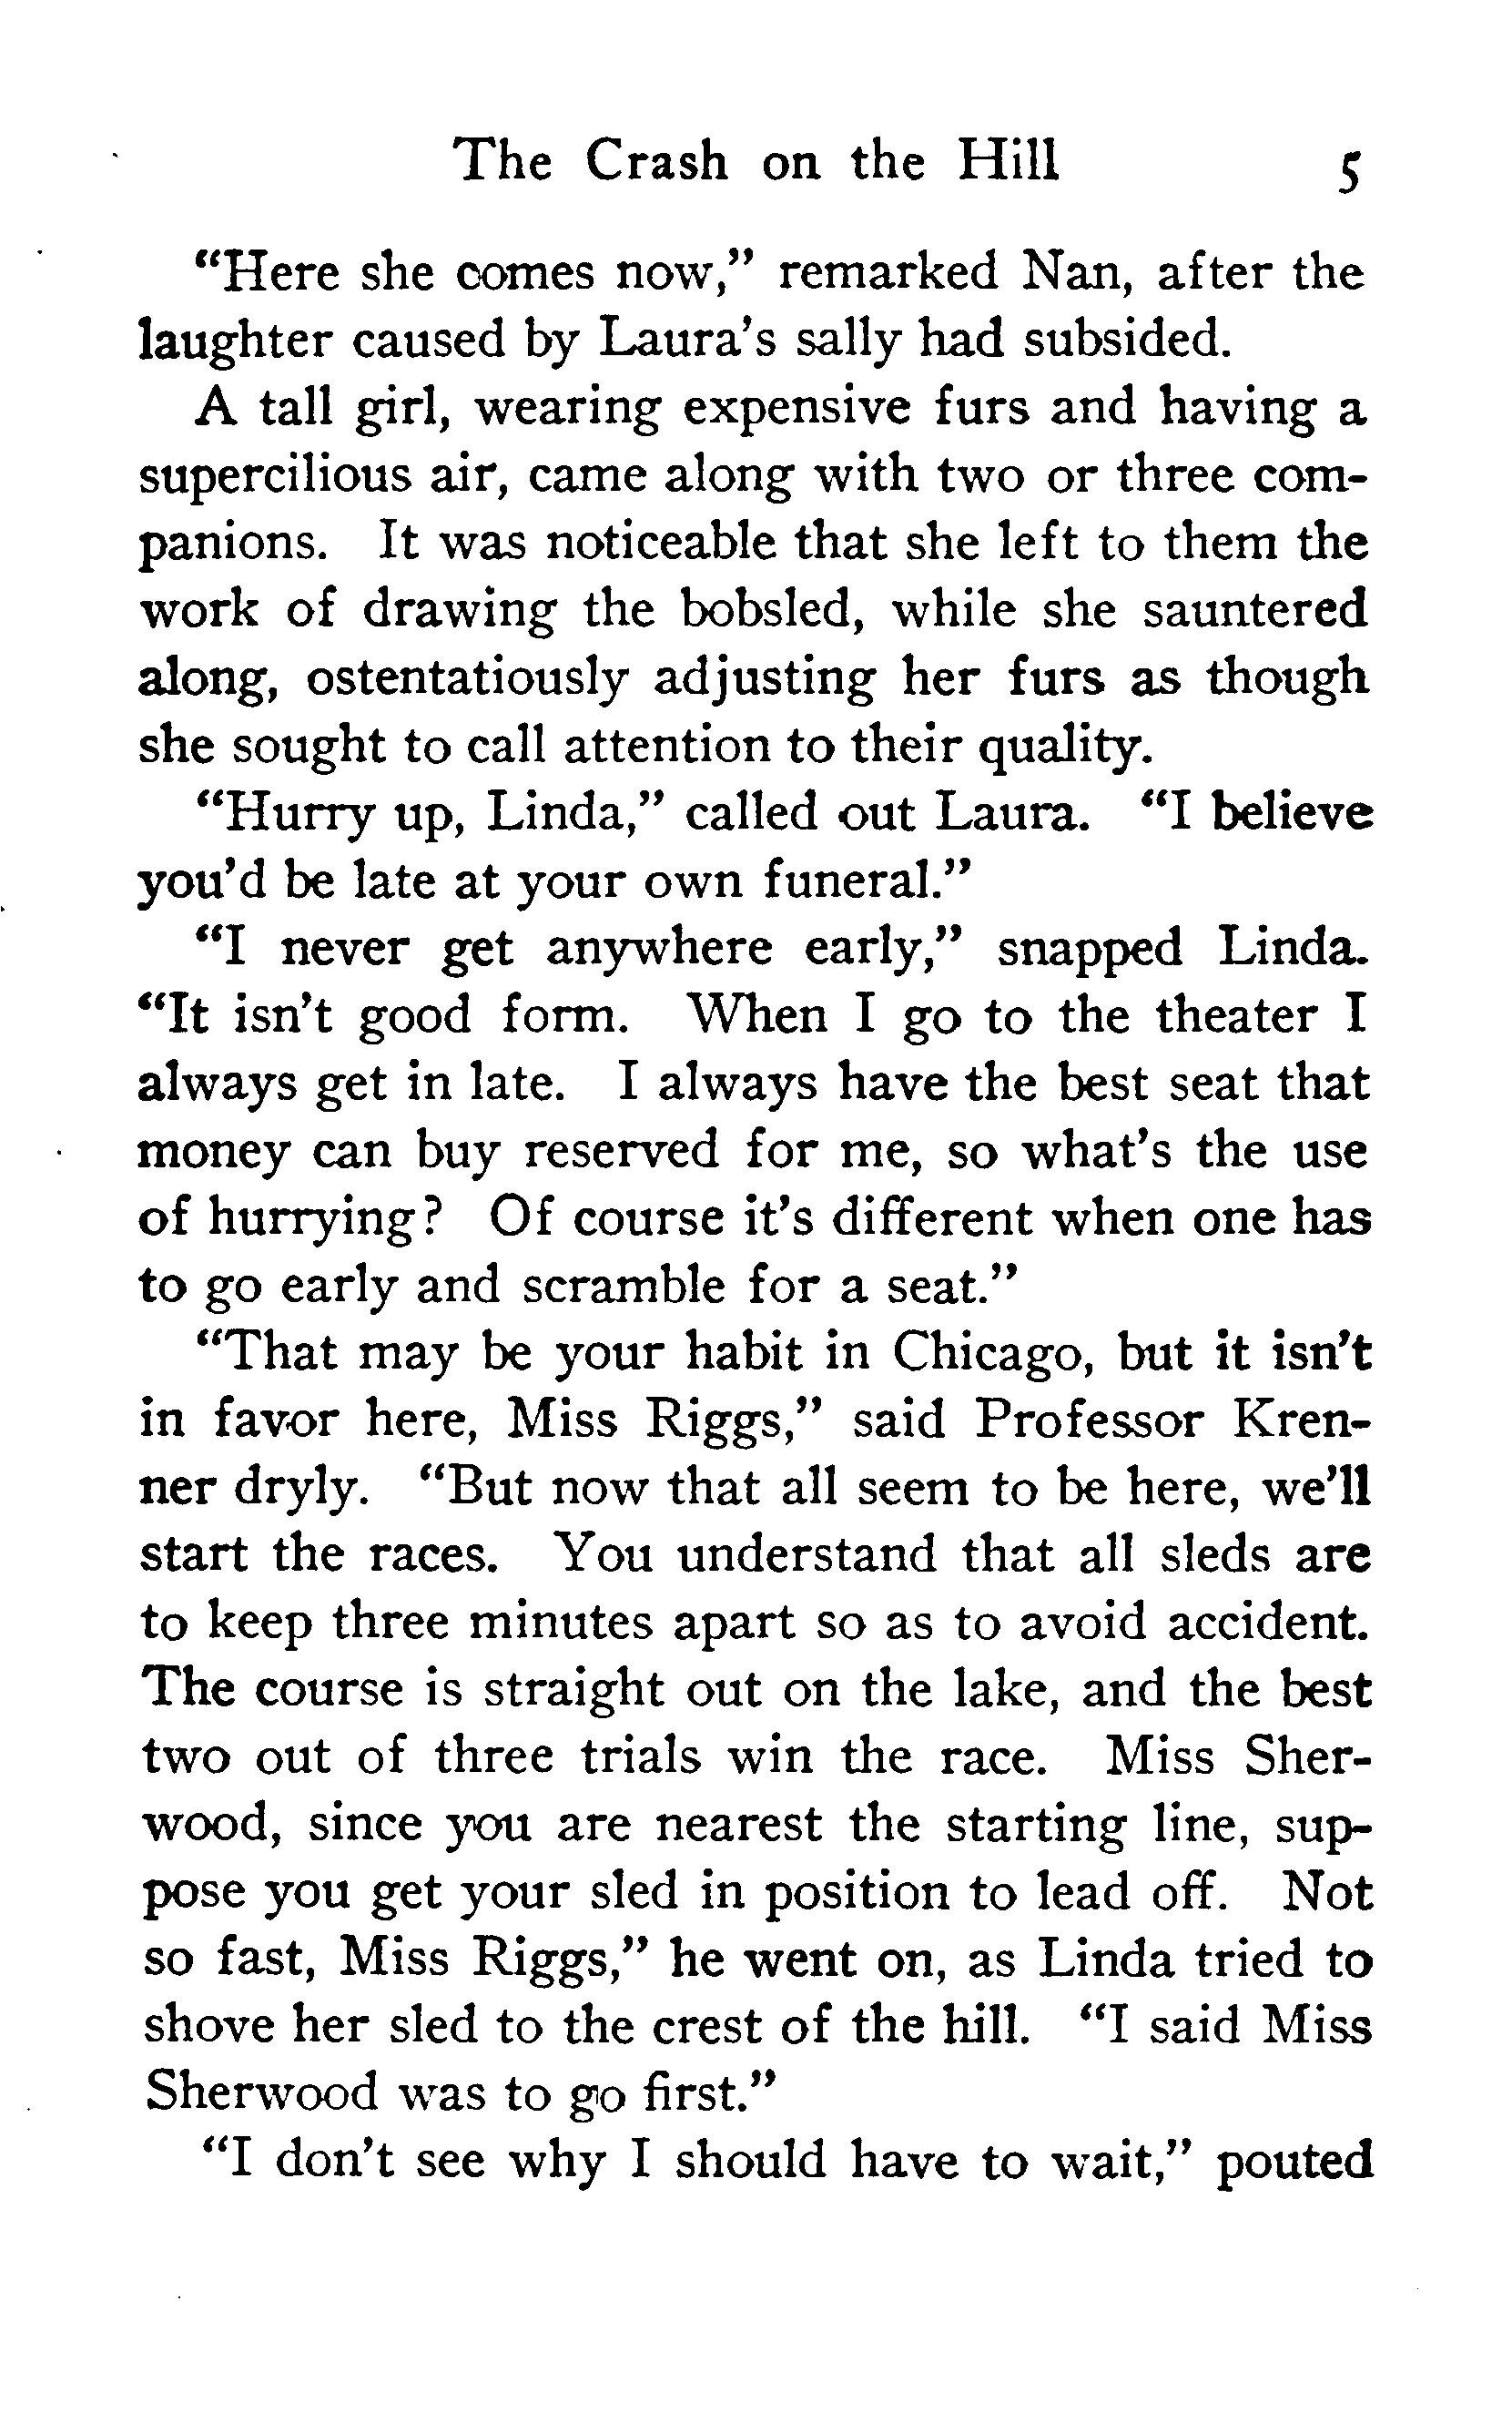 The Crash on the Hill 5
"Here she comes now," remarked Nan, after the
laughter caused by Laura's sally had subsided.
A tall girl, wearing expensive furs and having a
supercilious air, came along with two or three com-
panions. It was noticeable that she left to them the
work of drawing the bobsled, while she sauntered
along, ostentatiously adjusting her furs as though
she sought to call attention to their quality.
"Hurry up, Linda," called out Laura. "I believe
you'd be late at your own funeral."
"I never get anywhere early," snapped Linda.
"It isn't good form. When I go to the theater I
always get in late. I always have the best seat that
money can buy reserved for me, so what's the use
of hurrying? Of course it's different when one has
to go early and scramble for a seat."
"That may be your habit in Chicago, but it isn't
in favor here, Miss Riggs," said Professor Kren-
ner dryly. "But now that all seem to be here, we'll
start the races. You understand that all sleds are
to keep three minutes apart so as to avoid accident.
The course is straight out on the lake, and the best
two out of three trials win the race. Miss Sher-
wood, since you are nearest the starting line, sup-
pose you get your sled in position to lead off. Not
so fast, Miss Riggs," he went on, as Linda tried to
shove her sled to the crest of the hill. "I said Miss
Sherwood was to go first."
"I don't see why I should have to wait," pouted